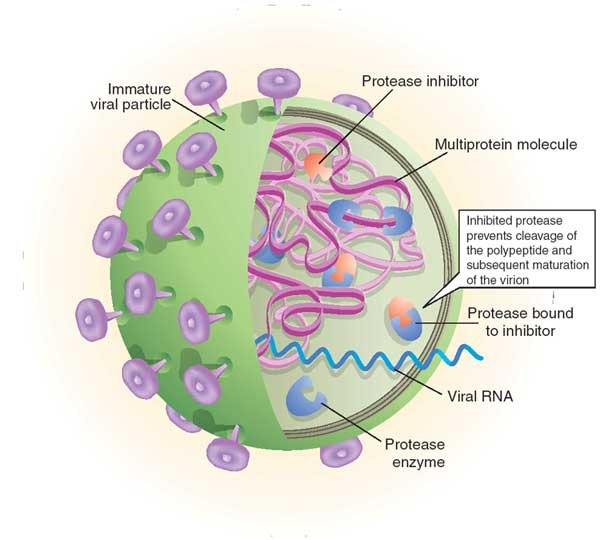 Protease inhibitor
Immature
viral particle
Multiprotein molecule
Inhibited protease
prevents cleavage of
the polypeptide and
subsequent maturation
of the virion
Protease bound
to inhibitor
Viral RNA
Protease
enzyme